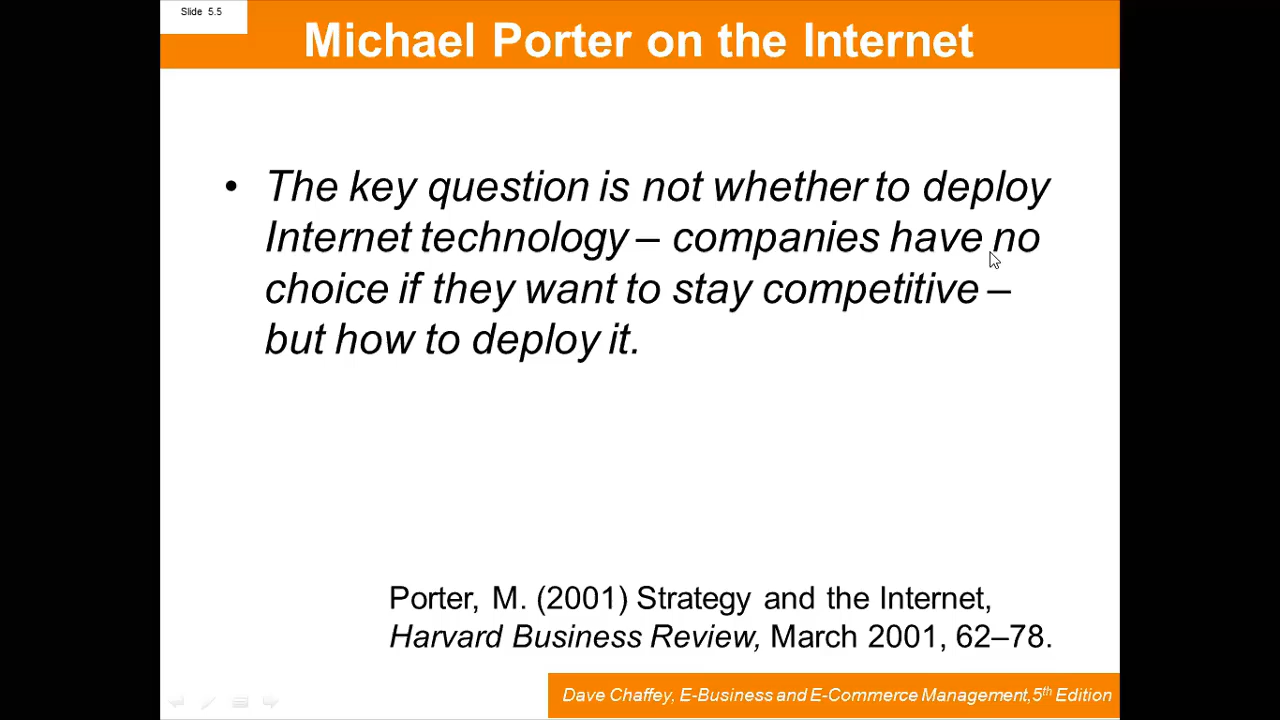 Slide 5.5
Michael Porter on the Internet
• The key question is not whether to deploy
Internet technology – companies have no
choice if they want to stay competitive –
but how to deploy it.
Porter, M. (2001) Strategy and the Internet,
Harvard Business Review, March 2001, 62–78.
Dave Chaffey, E-Business and E-Commerce Management,5th Edition